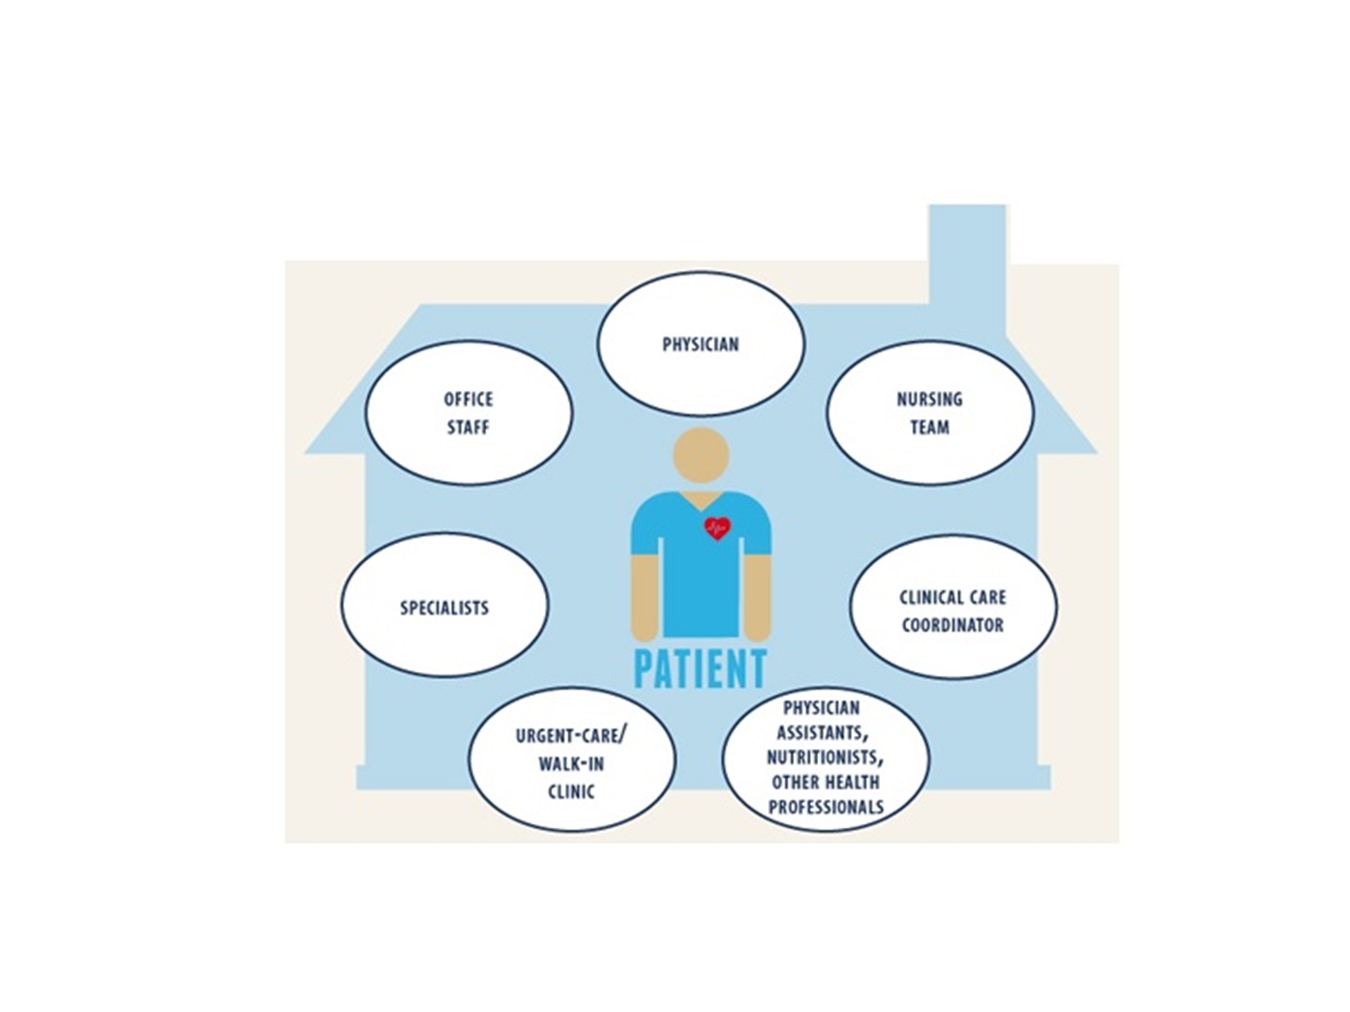 PHYSICIAN
OFFICE
STAFF
NURSING
TEAM
SPECIALISTS
CLINICAL CARE
COORDINATOR
PATIENT
URGENT-CARE/
WALK-IN
CLINIC
PHYSICIAN
ASSISTANTS,
NUTRITIONISTS,
OTHER HEALTH
PROFESSIONALS